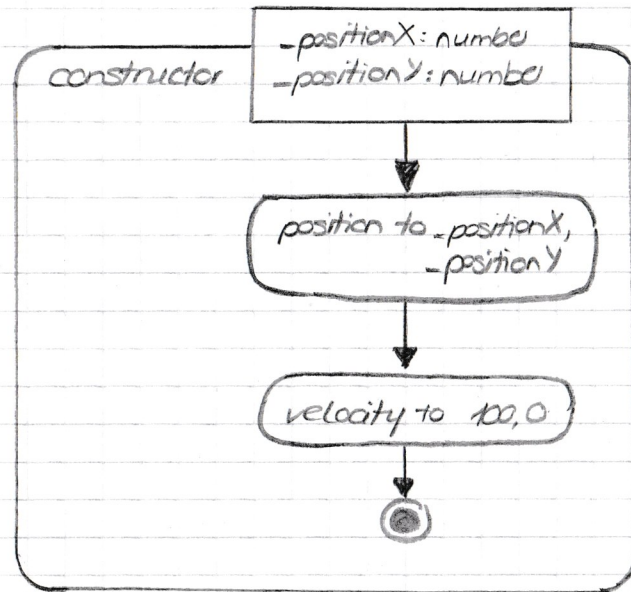 constructor
_positionX: number
_positionY: number
position to _positionX,
_positionY
velocity to 100,0